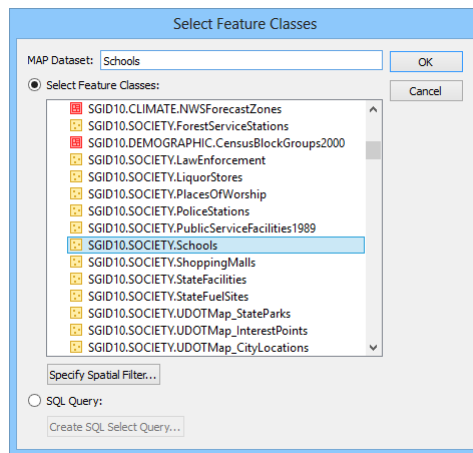 Select Feature Classes
MAP Dataset: Schools
OK
Select Feature Classes:
Cancel
SGID10.CLIMATE.NWSForecastZones
SGID10.SOCIETY.ForestServiceStations
SGID10.DEMOGRAPHIC.CensusBlockGroups2000
SGID10.SOCIETY.LawEnforcement
SGID10.SOCIETY.LiquorStores
SGID10.SOCIETY.PlacesOfWorship
SGID10.SOCIETY.PoliceStations
SGID10.SOCIETY.PublicServiceFacilities1989
SGID10.SOCIETY.Schools
SGID10.SOCIETY.ShoppingMalls
SGID10.SOCIETY.StateFacilities
SGID10.SOCIETY.StateFuelSites
SGID10.SOCIETY.UDOTMap_StateParks
SGID10.SOCIETY.UDOTMap_InterestPoints
SGID10.SOCIETY.UDOTMap_CityLocations
Specify Spatial Filter...
SQL Query:
Create SQL Select Query...